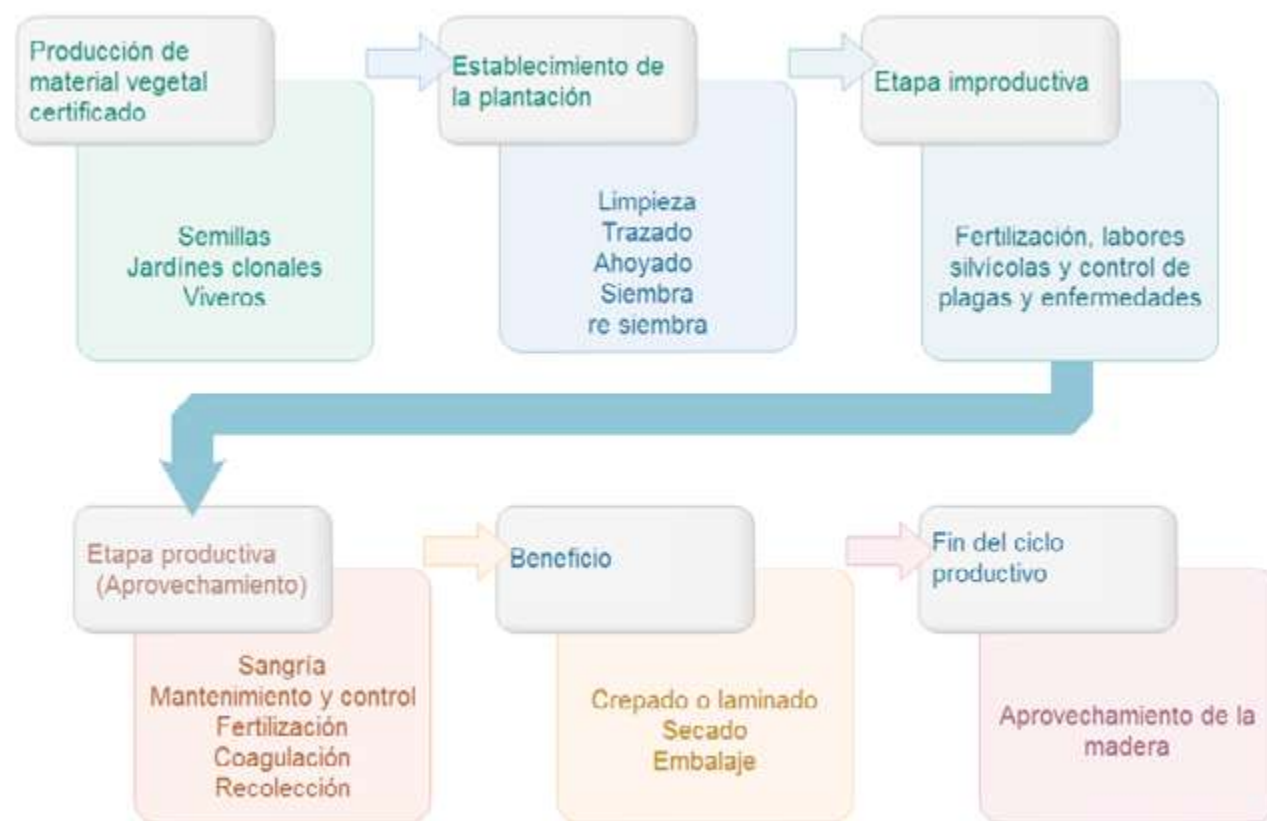 Producción de
material vegetal
certificado
Semillas
Jardines clonales
Viveros
Establecimiento de
la plantación
Limpieza
Trazado
Ahoyado
Siembra
re siembra
Etapa improductiva
Fertilización, labores
silvícolas y control de
plagas y enfermedades
Etapa productiva
(Aprovechamiento)
Sangría
Mantenimiento y control
Fertilización
Coagulación
Recolección
Beneficio
Crepado o laminado
Secado
Embalaje
Fin del ciclo
productivo
Aprovechamiento de la
madera